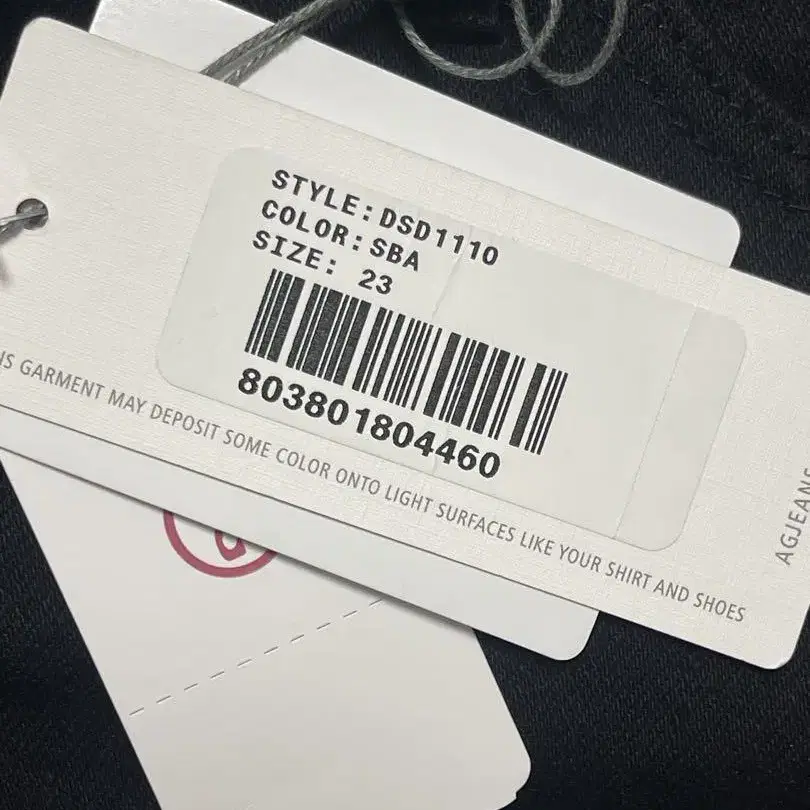 STYLE:DSD1110
COLOR:SBA
SIZE: 23
803801804460
GARMENT MAY DEPOSIT SOME COLOR ONTO LIGHT SURFACES LIKE YOUR SHIRT AND SHOES
AGJEANS